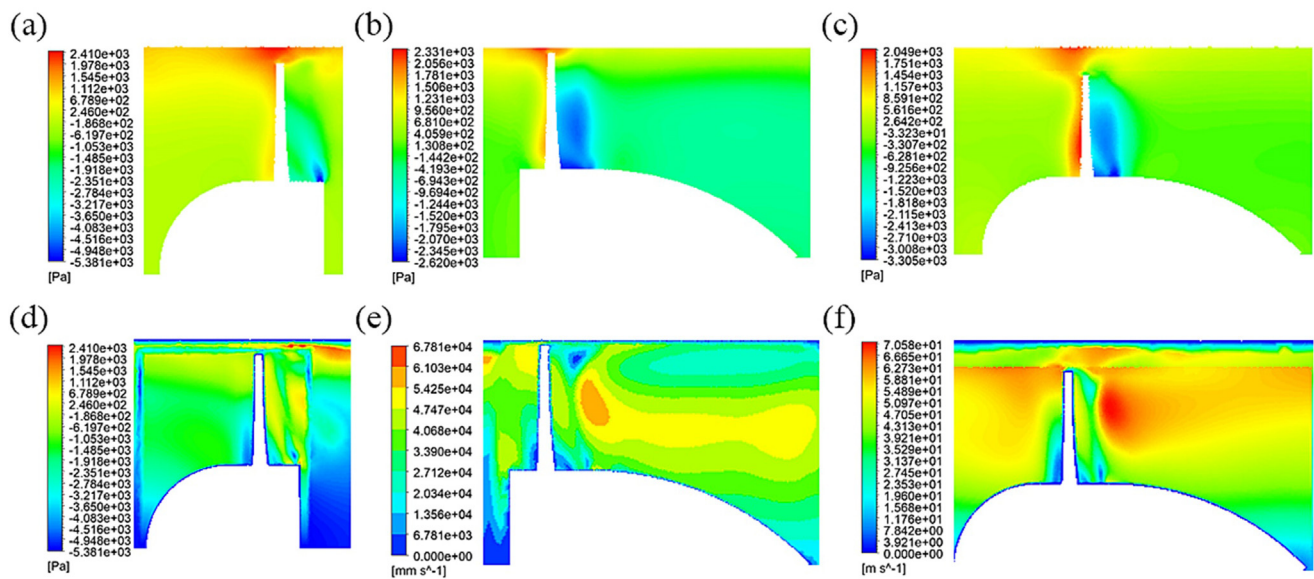 (a)
2.410e+03
1.978e+03
1.545e+03
1.112e+03
6.789e+02
2.460e+02
-1.868e+02
-6.197e+02
-1.053e+03
-1.485e+03
-1.918e+03
-2.351e+03
-2.784e+03
-3.217e+03
-3.650e+03
-4.083e+03
-4.516e+03
-4.948e+03
-5.381e+03
[Pa]
(b)
2.331e+03
2.056e+03
1.781e+03
1.506e+03
1.231e+03
9.560e+02
6.810e+02
4.059e+02
1.308e+02
-1.442e+02
-4.193e+02
-6.943e+02
-9.694e+02
-1.244e+03
-1.520e+03
-1.795e+03
-2.070e+03
-2.345e+03
-2.620e+03
[Pa]
(c)
2.049e+03
1.751e+03
1.454e+03
1.157e+03
8.591e+02
5.616e+02
2.642e+02
-3.323e+01
-3.307e+02
-6.281e+02
-9.256e+02
-1.223e+03
-1.520e+03
-1.818e+03
-2.115e+03
-2.413e+03
-2.710e+03
-3.008e+03
-3.305e+03
[Pa]
(d)
2.410e+03
1.978e+03
1.545e+03
1.112e+03
6.789e+02
2.460e+02
-1.868e+02
-6.197e+02
-1.053e+03
-1.485e+03
-1.918e+03
-2.351e+03
-2.784e+03
-3.217e+03
-3.650e+03
-4.083e+03
-4.516e+03
-4.948e+03
-5.381e+03
[Pa]
(e)
6.781e+04
6.103e+04
5.425e+04
4.747e+04
4.068e+04
3.390e+04
2.712e+04
2.034e+04
1.356e+04
6.781e+03
0.000e+00
[mm s^-1]
(f)
7.058e+01
6.665e+01
6.273e+01
5.881e+01
5.489e+01
5.097e+01
4.705e+01
4.313e+01
3.921e+01
3.529e+01
3.137e+01
2.745e+01
2.353e+01
1.960e+01
1.568e+01
1.176e+01
7.842e+00
3.921e+00
0.000e+00
[m s^-1]